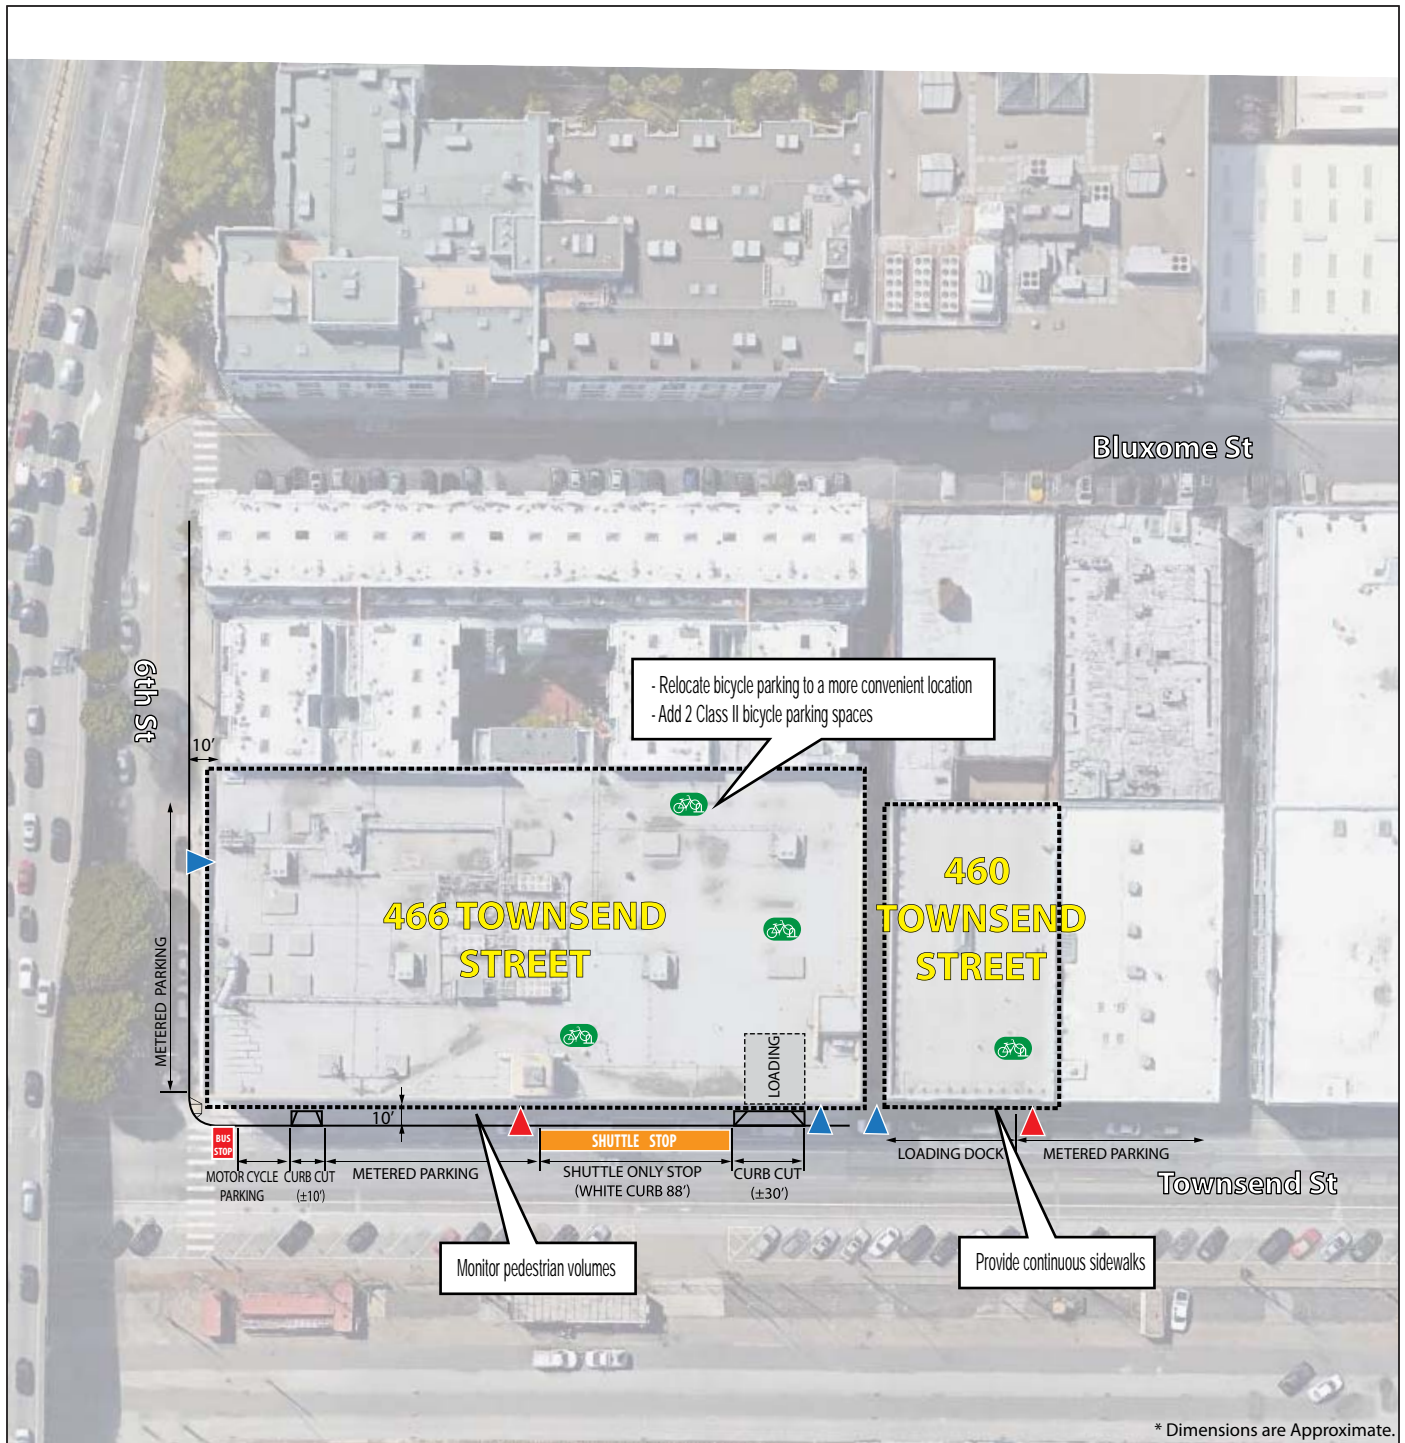 Bluxome St
6th St
- Relocate bicycle parking to a more convenient location
- Add 2 Class II bicycle parking spaces
10'
METERED PARKING
466 TOWNSEND
STREET
460
TOWNSEND
STREET
LOADING
10'
BUS
STOP
SHUTTLE STOP
MOTOR CYCLE
PARKING
CURB CUT
(±10')
METERED PARKING
SHUTTLE ONLY STOP
(WHITE CURB 88')
CURB CUT
(±30')
LOADING DOCK
METERED PARKING
Townsend St
Monitor pedestrian volumes
Provide continuous sidewalks
* Dimensions are Approximate.